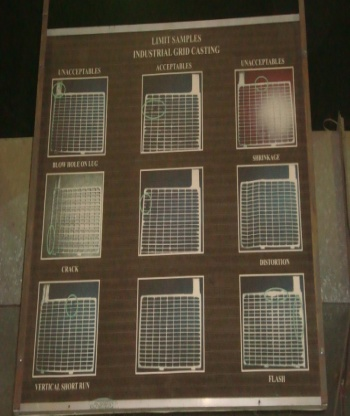 LIMIT SAMPLES
INDUSTRIAL GRID CASTING
UNACCEPTABLES ACCEPTABLES UNACCEPTABLES
BLOW HOLE ON LUG SHRINKAGE
CRACK DISTORTION
VERTICAL SHORT RUN FLASH